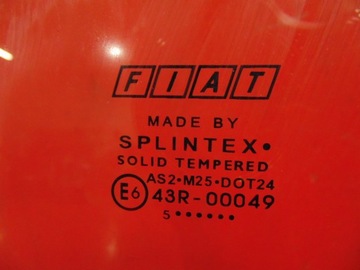 FIAT
MADE BY
SPLINTEX•
SOLID TEMPERED
AS2•M25•DOT24
E6 43R-00049
5••••••